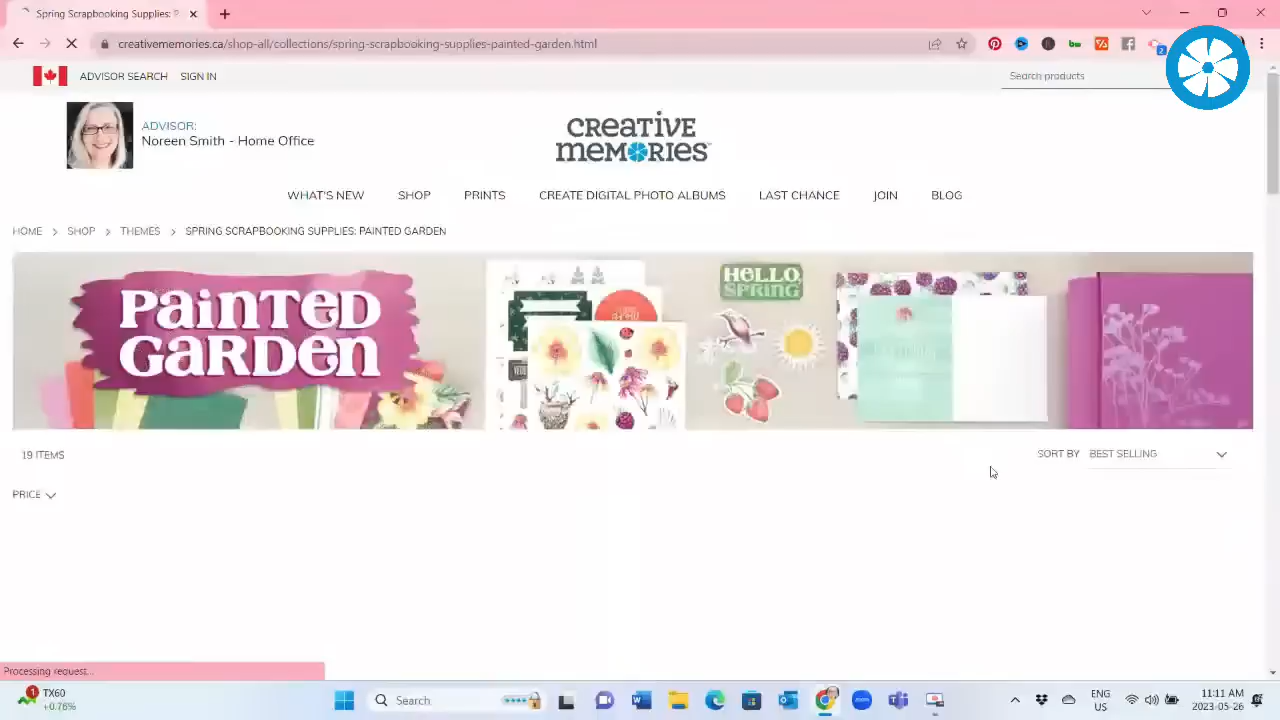 Spring Scrapbooking Supplies: P
creativememories.ca/shop-all/collections/spring-scrapbooking-supplies-painted-garden.html
ADVISOR SEARCH SIGN IN
Search products
ADVISOR:
Noreen Smith - Home Office
CREATIVE
MEMORIES
WHAT'S NEW SHOP PRINTS CREATE DIGITAL PHOTO ALBUMS LAST CHANCE JOIN BLOG
HOME > SHOP > THEMES > SPRING SCRAPBOOKING SUPPLIES: PAINTED GARDEN
PAINTED
GARDEN
HELLO
SPRING
19 ITEMS
SORT BY BEST SELLING
PRICE
Processing request...
1
TX60
+0.76%
Search
ENG
US
11:11 AM
2023-05-26